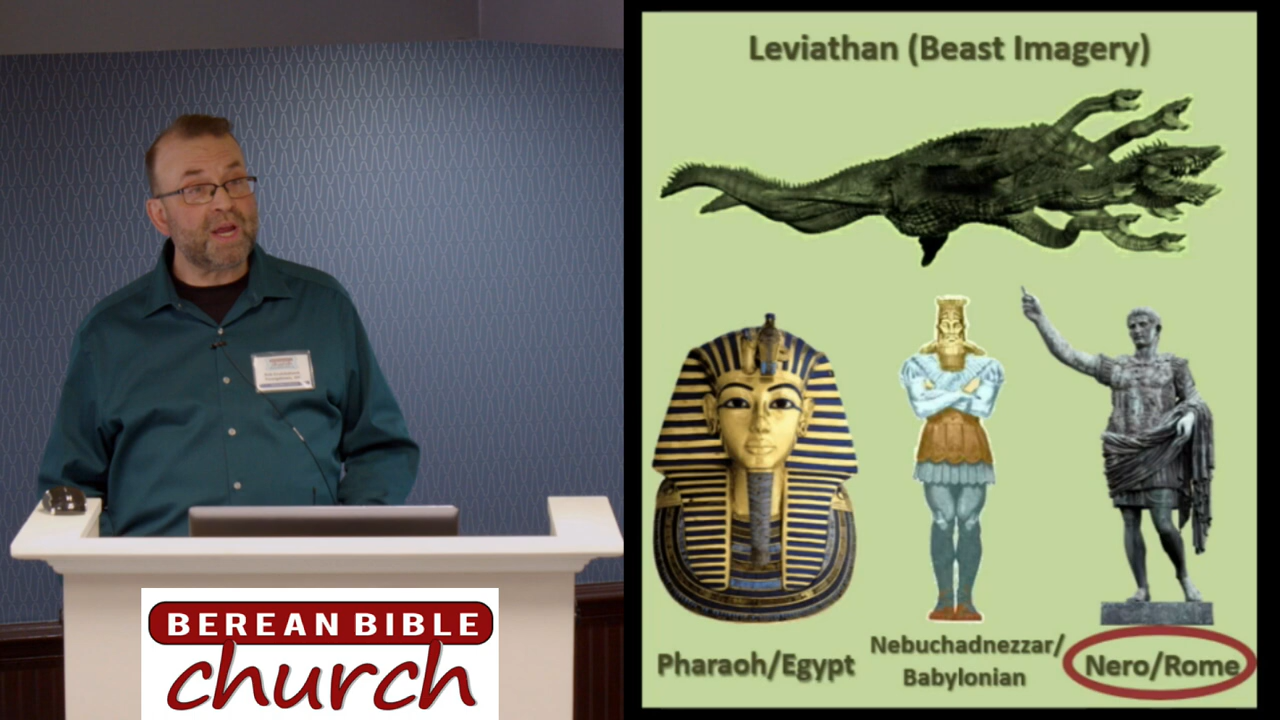 Leviathan (Beast Imagery)
Pharaoh/Egypt
Nebuchadnezzar/
Babylonian
Nero/Rome
BEREAN BIBLE
church